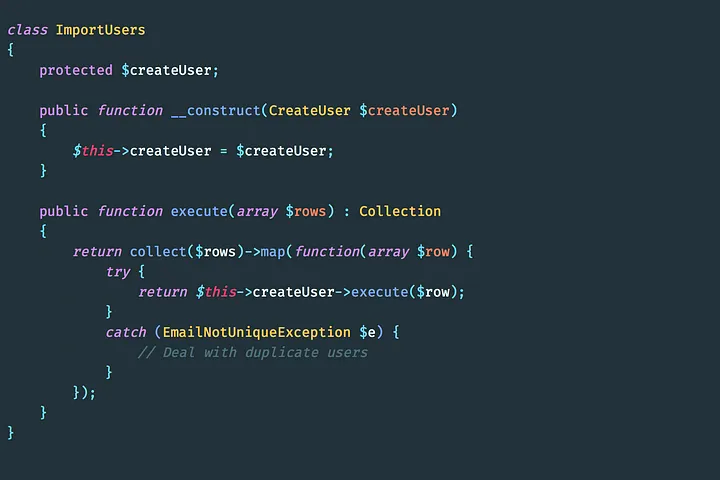 class ImportUsers
{
    protected $createUser;

    public function __construct(CreateUser $createUser)
    {
        $this->createUser = $createUser;
    }

    public function execute(array $rows) : Collection
    {
        return collect($rows)->map(function(array $row) {
            try {
                return $this->createUser->execute($row);
            }
            catch (EmailNotUniqueException $e) {
                // Deal with duplicate users
            }
        });
    }
}